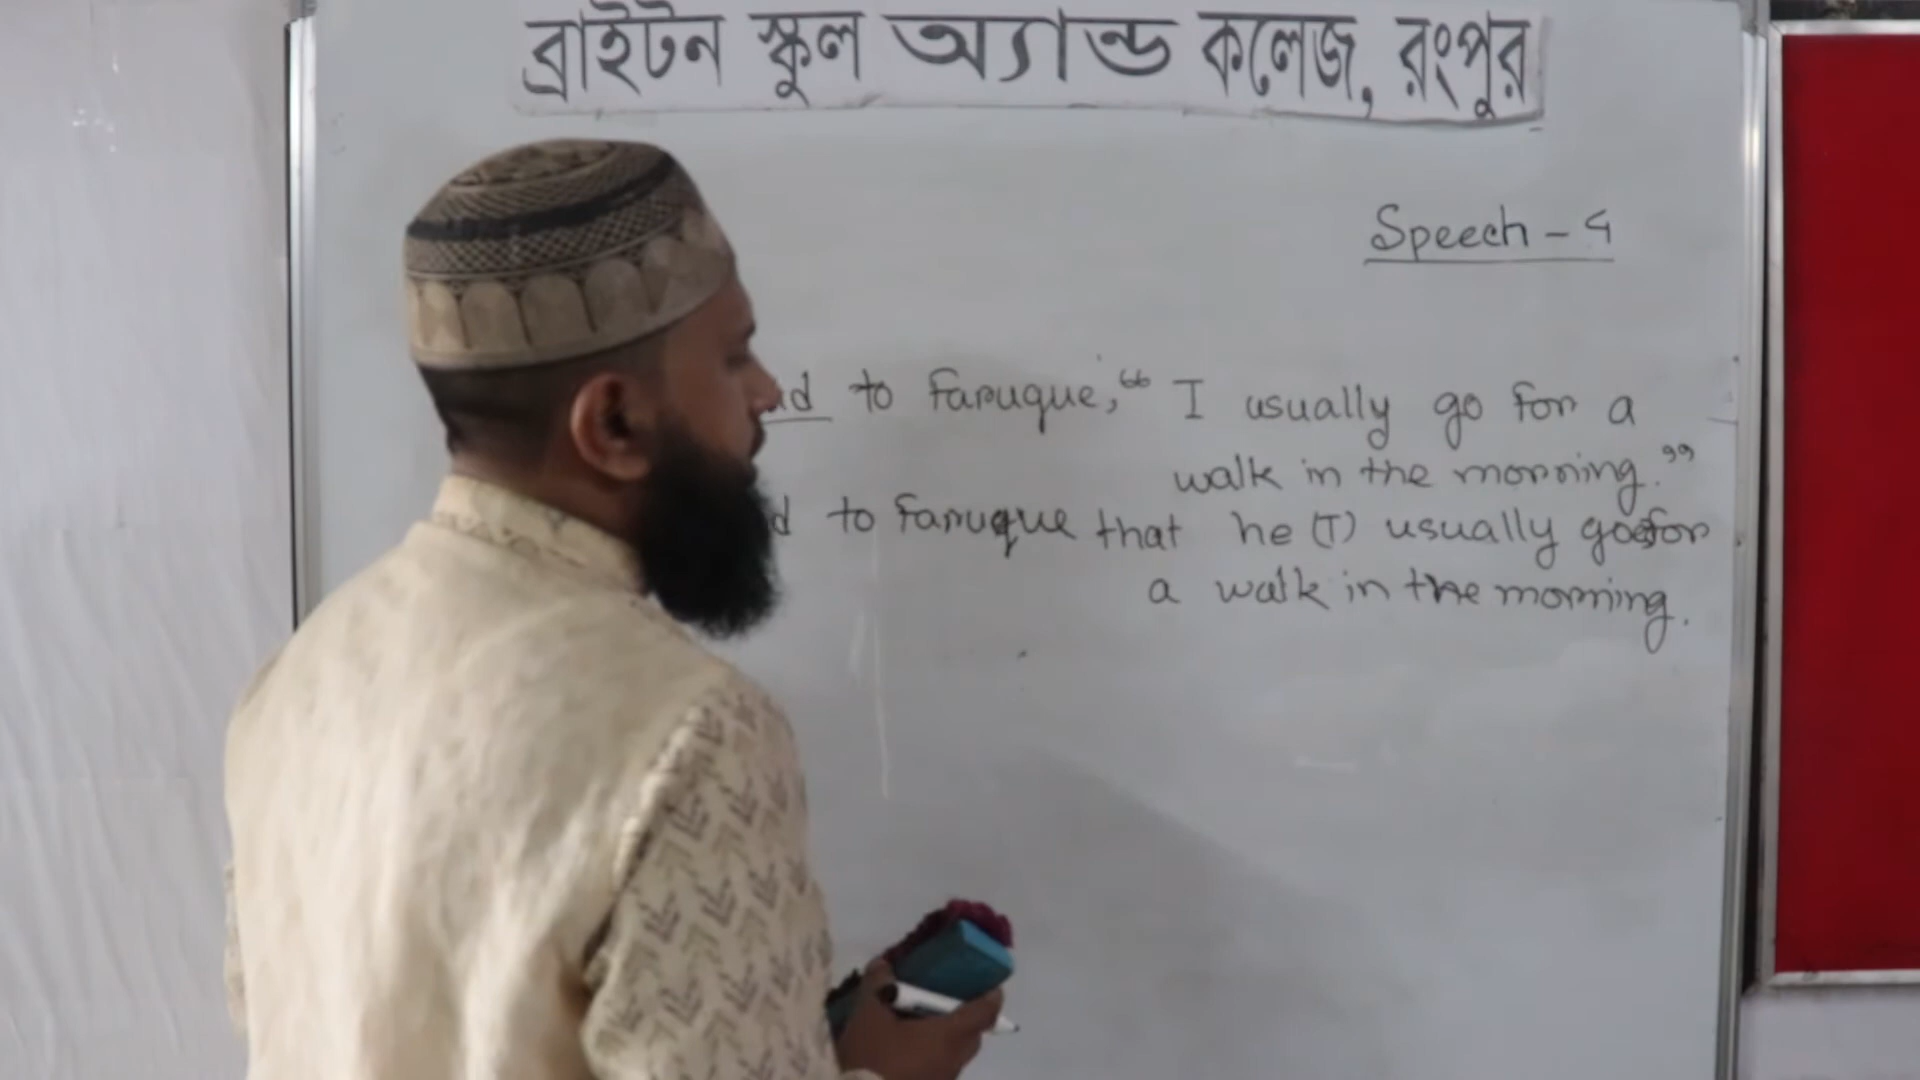 ব্রাইটন স্কুল অ্যান্ড কলেজ, রংপুর
Speech - 4
to Faruque, “ I usually go for a
walk in the morning.”
to Faruque that he (I) usually goes for
a walk in the morning.